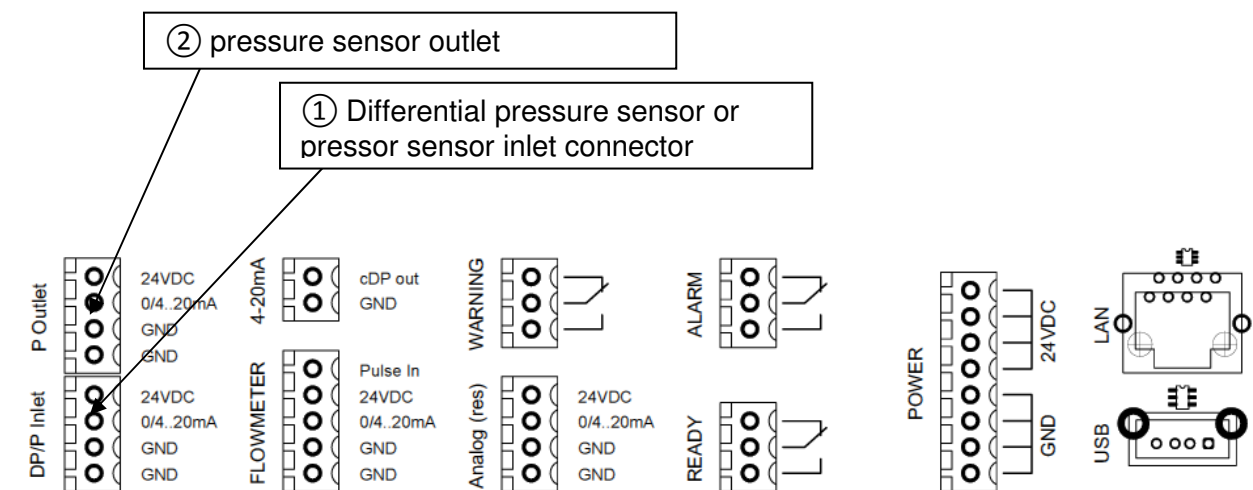 ② pressure sensor outlet
① Differential pressure sensor or
pressor sensor inlet connector
P Outlet
24VDC
0/4..20mA
GND
GND
4-20mA
cDP out
GND
WARNING
ALARM
POWER
24VDC
GND
LAN
DP/P Inlet
24VDC
0/4..20mA
GND
GND
FLOWMETER
Pulse In
24VDC
0/4..20mA
GND
GND
Analog (res)
24VDC
0/4..20mA
GND
GND
READY
USB